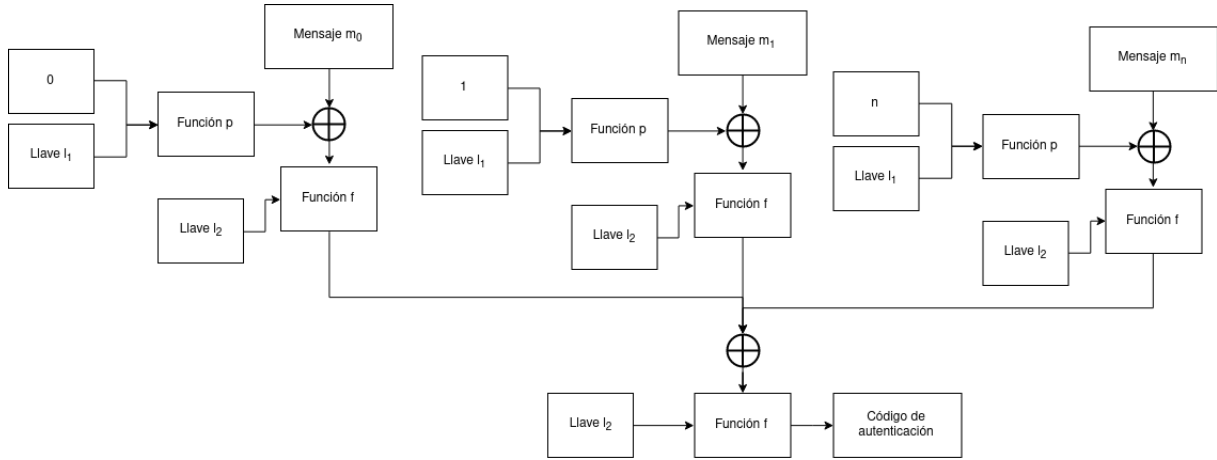 Mensaje m0
0
Llave l1
Función p
Función f
Llave l2
Mensaje m1
1
Llave l1
Función p
Función f
Llave l2
Mensaje mn
n
Llave l1
Función p
Función f
Llave l2
Llave l2
Función f
Código de
autenticación